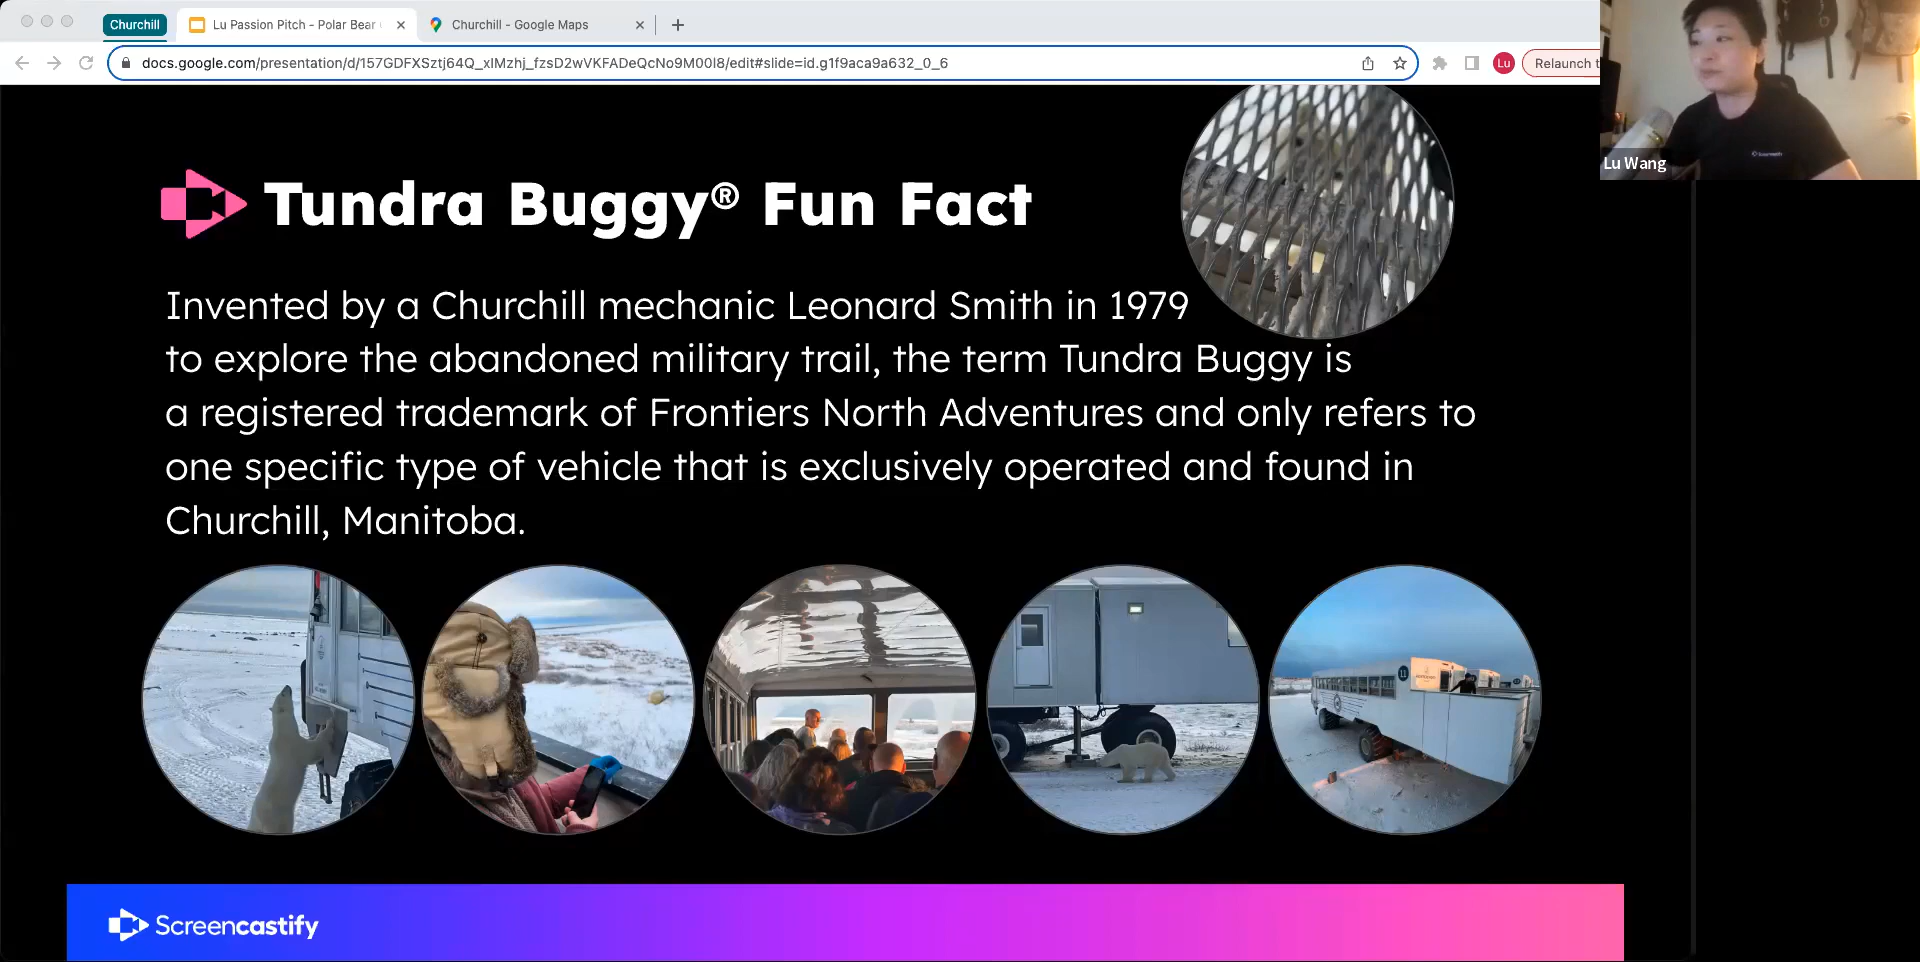 Churchill
Lu Passion Pitch - Polar Bear
Churchill - Google Maps
docs.google.com/presentation/d/157GDFXSztj64Q_xIMzhj_fzsD2wVKFADeQcNo9M00I8/edit#slide=id.g1f9aca9a632_0_6
Lu
Relaunch t
Lu Wang
Tundra Buggy® Fun Fact
Invented by a Churchill mechanic Leonard Smith in 1979
to explore the abandoned military trail, the term Tundra Buggy is
a registered trademark of Frontiers North Adventures and only refers to
one specific type of vehicle that is exclusively operated and found in
Churchill, Manitoba.
11
Screencastify